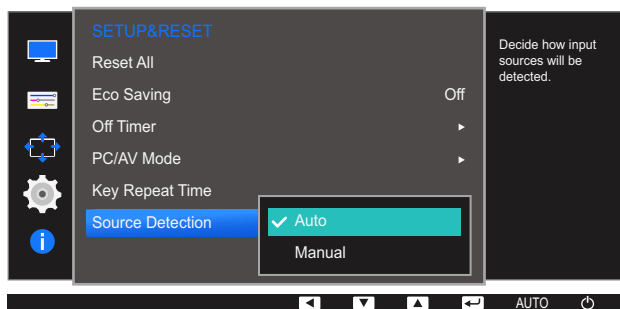 SETUP&RESET
Reset All
Eco Saving Off
Off Timer
PC/AV Mode
Key Repeat Time
Source Detection
Auto
Manual
Decide how input
sources will be
detected.
AUTO